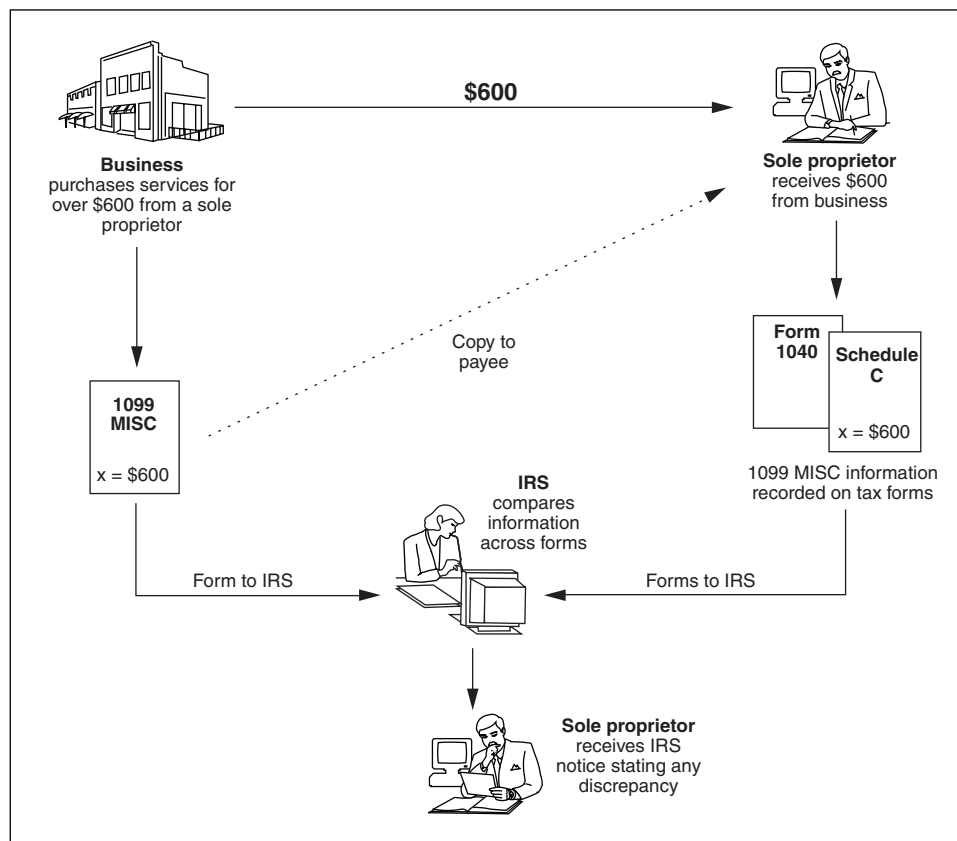 $600
Business
purchases services for
over $600 from a sole
proprietor
Sole proprietor
receives $600
from business
Copy to
payee
1099
MISC
x = $600
Form
1040
Schedule
C
x = $600
1099 MISC information
recorded on tax forms
IRS
compares
information
across forms
Form to IRS
Forms to IRS
Sole proprietor
receives IRS
notice stating any
discrepancy